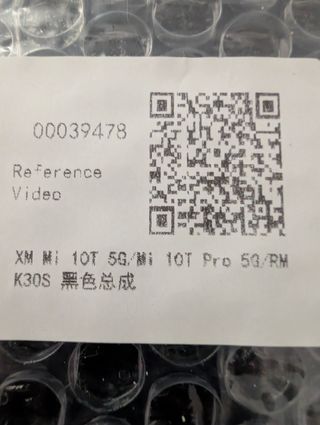 00039478
Reference
Video
XM Mi 10T 5G/Mi 10T Pro 5G/RM
K30S 黑色总成